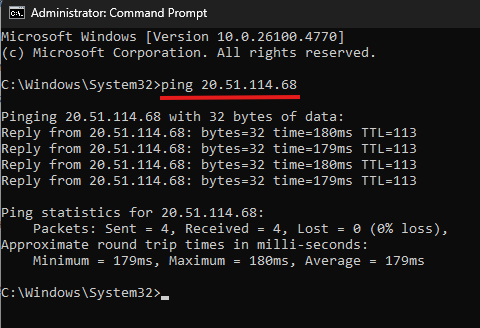 Administrator: Command Prompt
Microsoft Windows [Version 10.0.26100.4770]
(c) Microsoft Corporation. All rights reserved.
C:\Windows\System32>ping 20.51.114.68
Pinging 20.51.114.68 with 32 bytes of data:
Reply from 20.51.114.68: bytes=32 time=180ms TTL=113
Reply from 20.51.114.68: bytes=32 time=179ms TTL=113
Reply from 20.51.114.68: bytes=32 time=180ms TTL=113
Reply from 20.51.114.68: bytes=32 time=179ms TTL=113
Ping statistics for 20.51.114.68:
    Packets: Sent = 4, Received = 4, Lost = 0 (0% loss),
Approximate round trip times in milli-seconds:
    Minimum = 179ms, Maximum = 180ms, Average = 179ms
C:\Windows\System32>